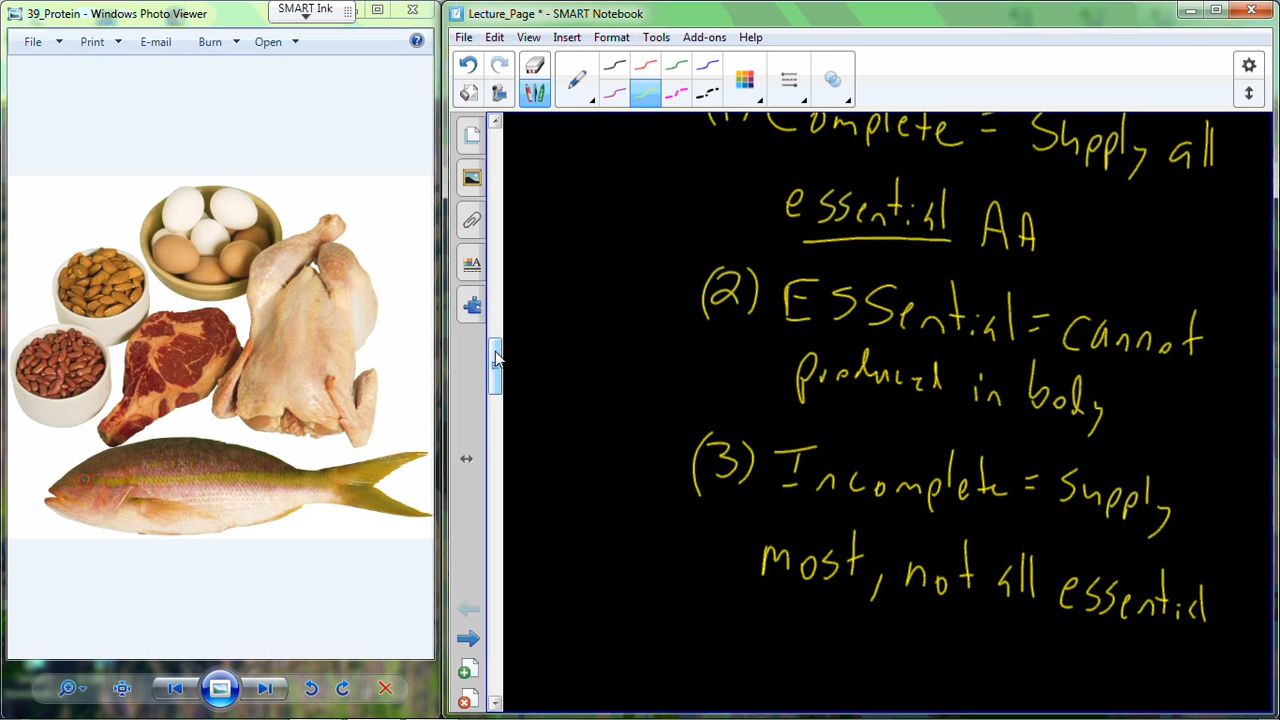 39_Protein - Windows Photo Viewer
SMART Ink
File Print E-mail Burn Open
Lecture_Page * - SMART Notebook
File Edit View Insert Format Tools Add-ons Help
(1) Complete = Supply all
essential AA
(2) Essential = cannot
produced in body
(3) Incomplete = supply
most, not all essential